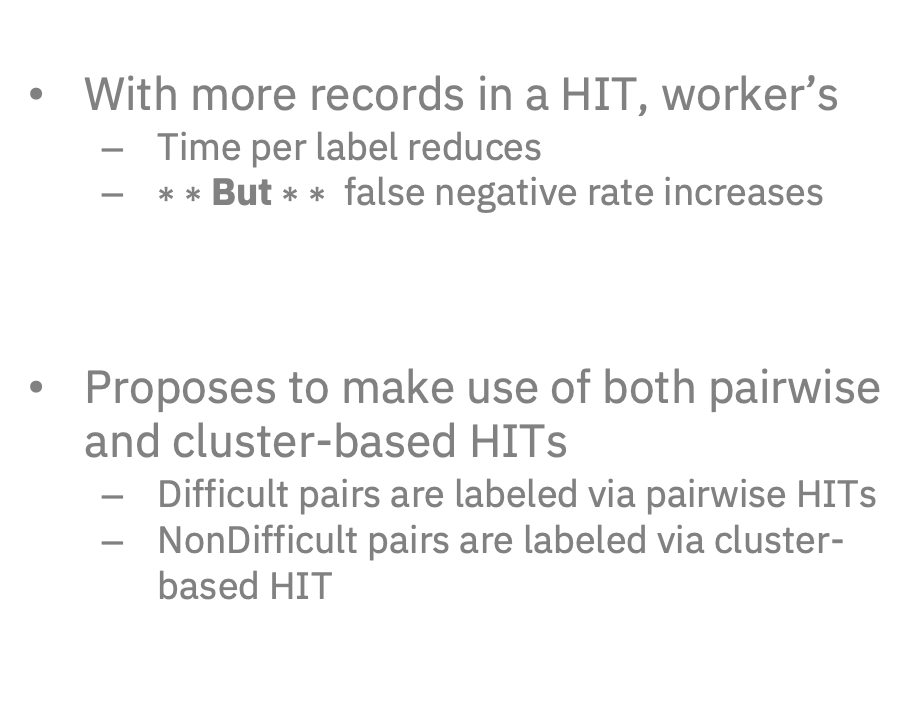 • With more records in a HIT, worker’s
– Time per label reduces
– * * But * * false negative rate increases
• Proposes to make use of both pairwise
and cluster-based HITs
– Difficult pairs are labeled via pairwise HITs
– NonDifficult pairs are labeled via cluster-
based HIT